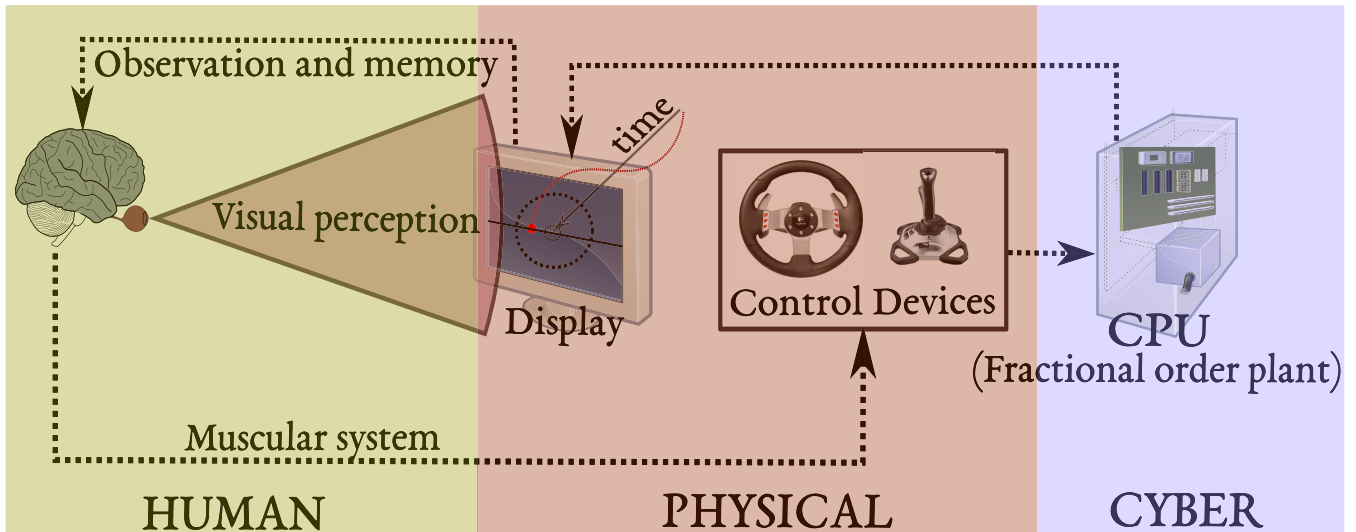 Observation and memory
time
Visual perception
Display
Control Devices
CPU
(Fractional order plant)
Muscular system
HUMAN
PHYSICAL
CYBER